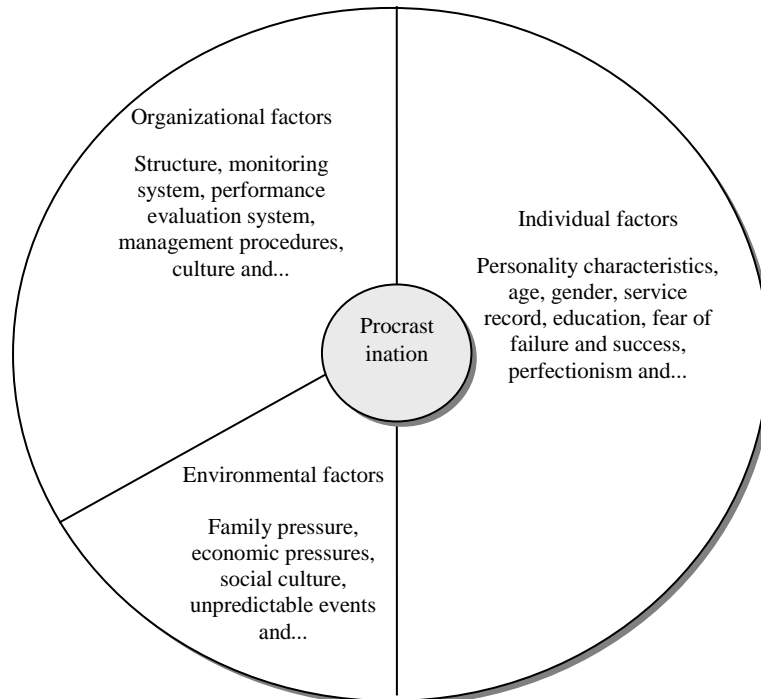 Organizational factors
Structure, monitoring
system, performance
evaluation system,
management procedures,
culture and...
Individual factors
Personality characteristics,
age, gender, service
record, education, fear of
failure and success,
perfectionism and...
Procrast
ination
Environmental factors
Family pressure,
economic pressures,
social culture,
unpredictable events
and...